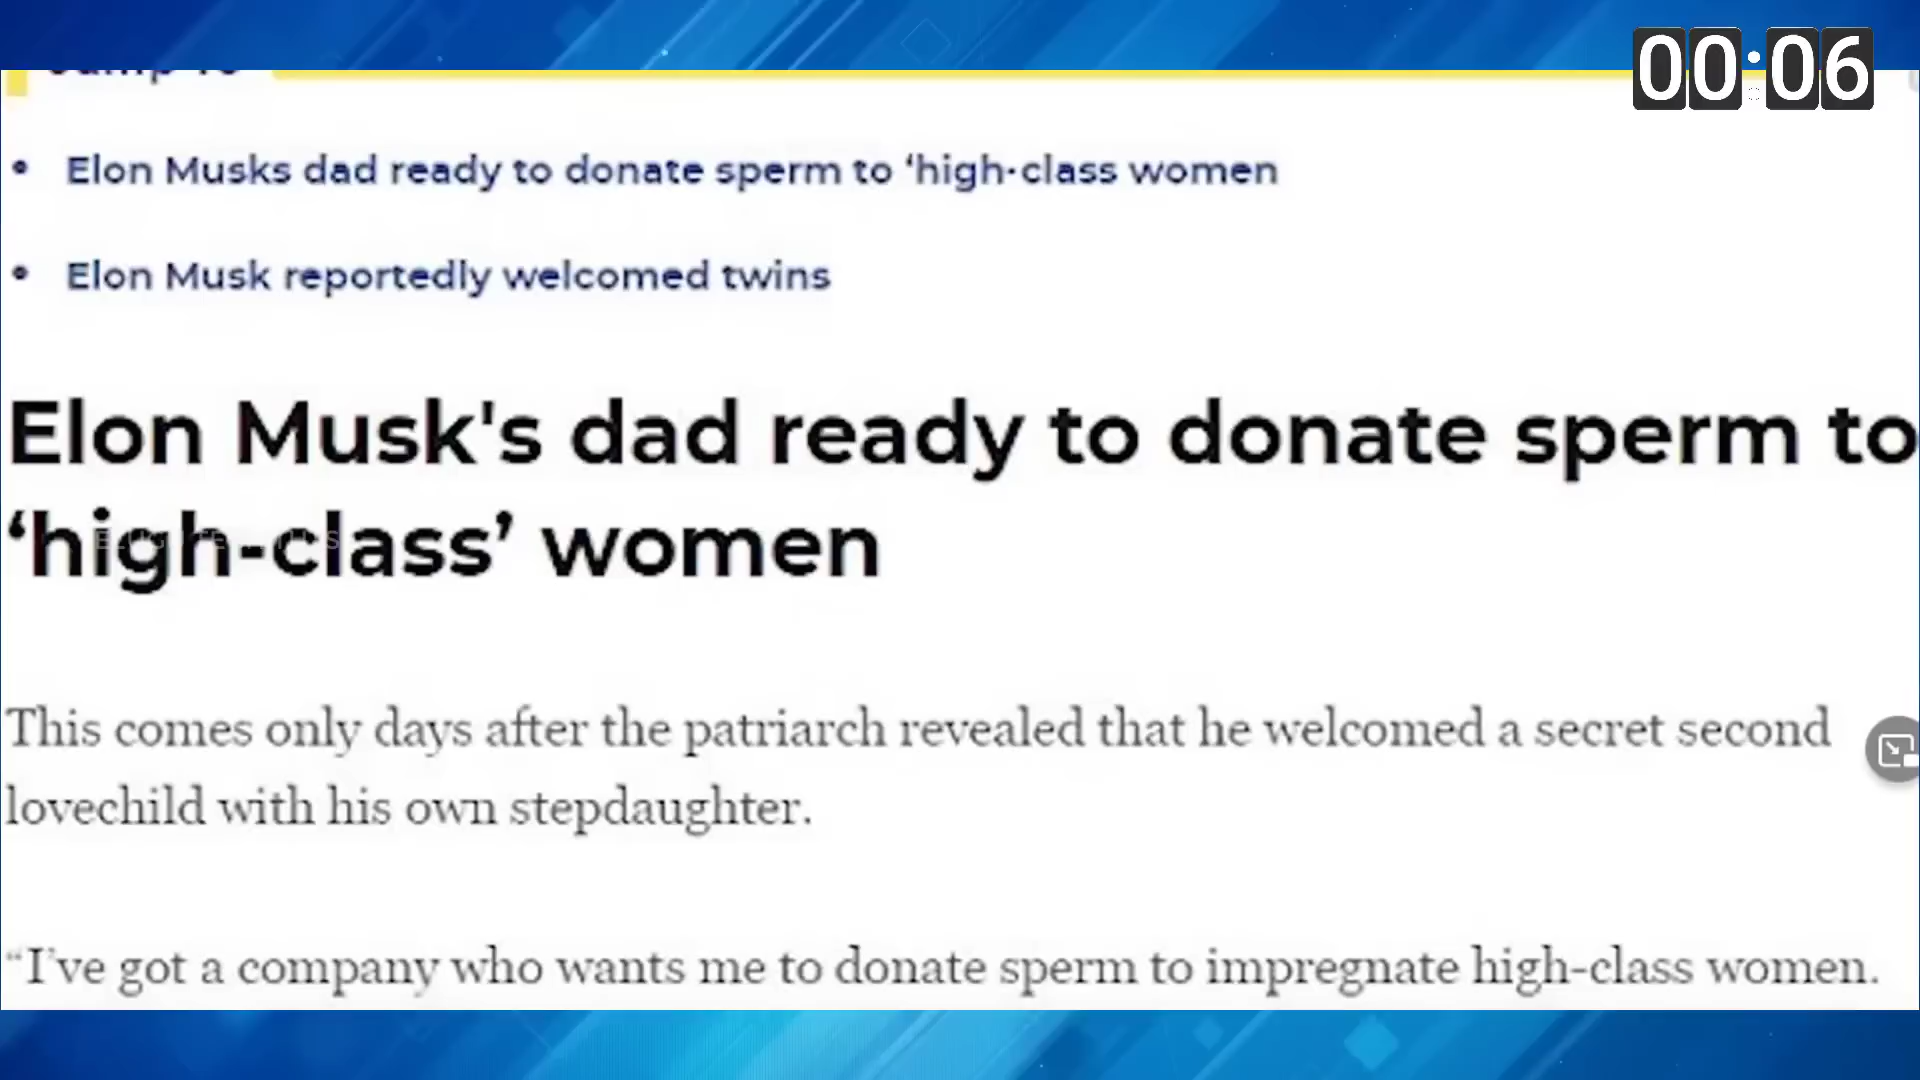 00:06
• Elon Musks dad ready to donate sperm to ‘high-class women
• Elon Musk reportedly welcomed twins
Elon Musk's dad ready to donate sperm to
‘high-class’ women
This comes only days after the patriarch revealed that he welcomed a secret second
lovechild with his own stepdaughter.
“I’ve got a company who wants me to donate sperm to impregnate high-class women.